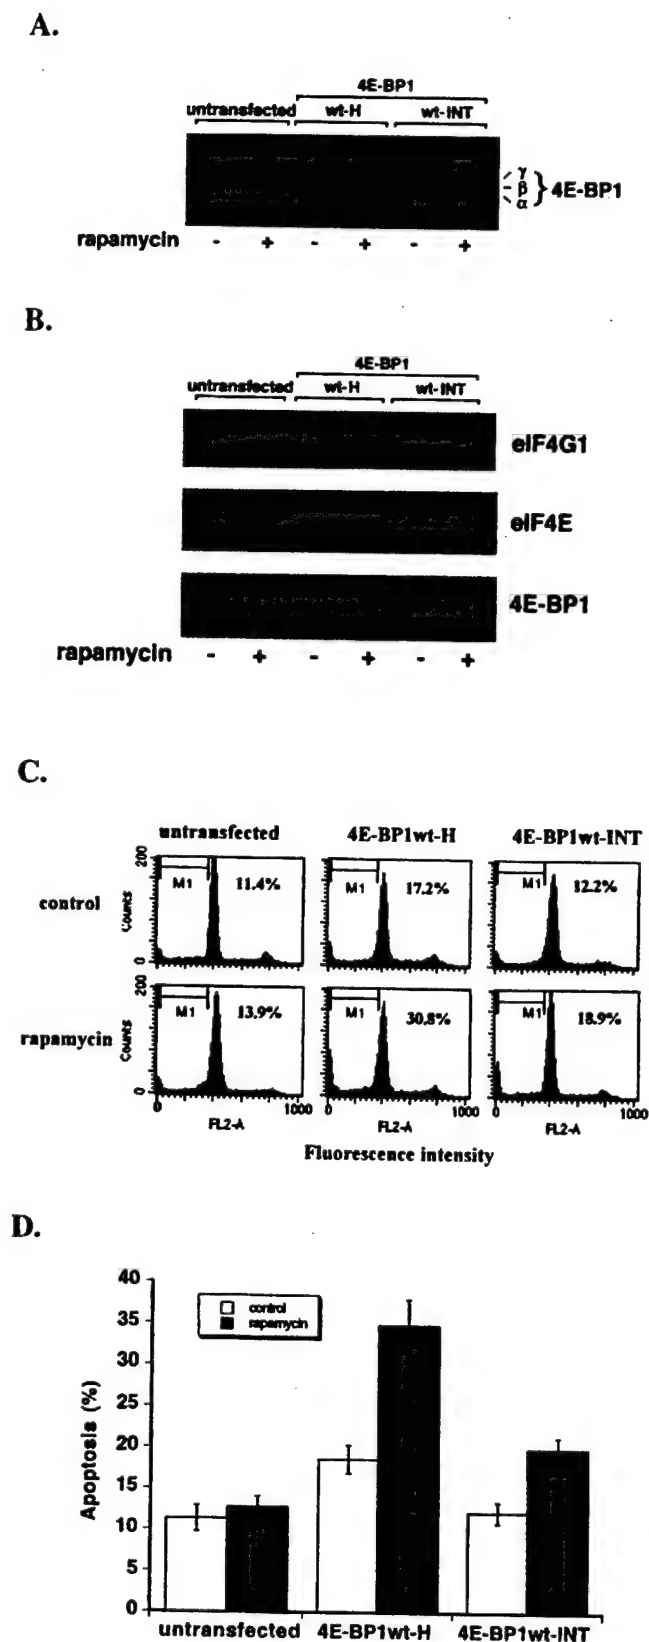 A.
4E-BP1
untransfected wt-H wt-INT
γ
β
α
4E-BP1
rapamycin - + - + - +
B.
4E-BP1
untransfected wt-H wt-INT
eIF4G1
eIF4E
4E-BP1
rapamycin - + - + - +
C.
untransfected 4E-BP1wt-H 4E-BP1wt-INT
control
Counts
200
0
M1 11.4%
M1 17.2%
M1 12.2%
rapamycin
Counts
200
0
M1 13.9%
M1 30.8%
M1 18.9%
0 1000 0 1000 0 1000
FL2-A FL2-A FL2-A
Fluorescence intensity
D.
Apoptosis (%)
40
35
30
25
20
15
10
5
0
control
rapamycin
untransfected 4E-BP1wt-H 4E-BP1wt-INT